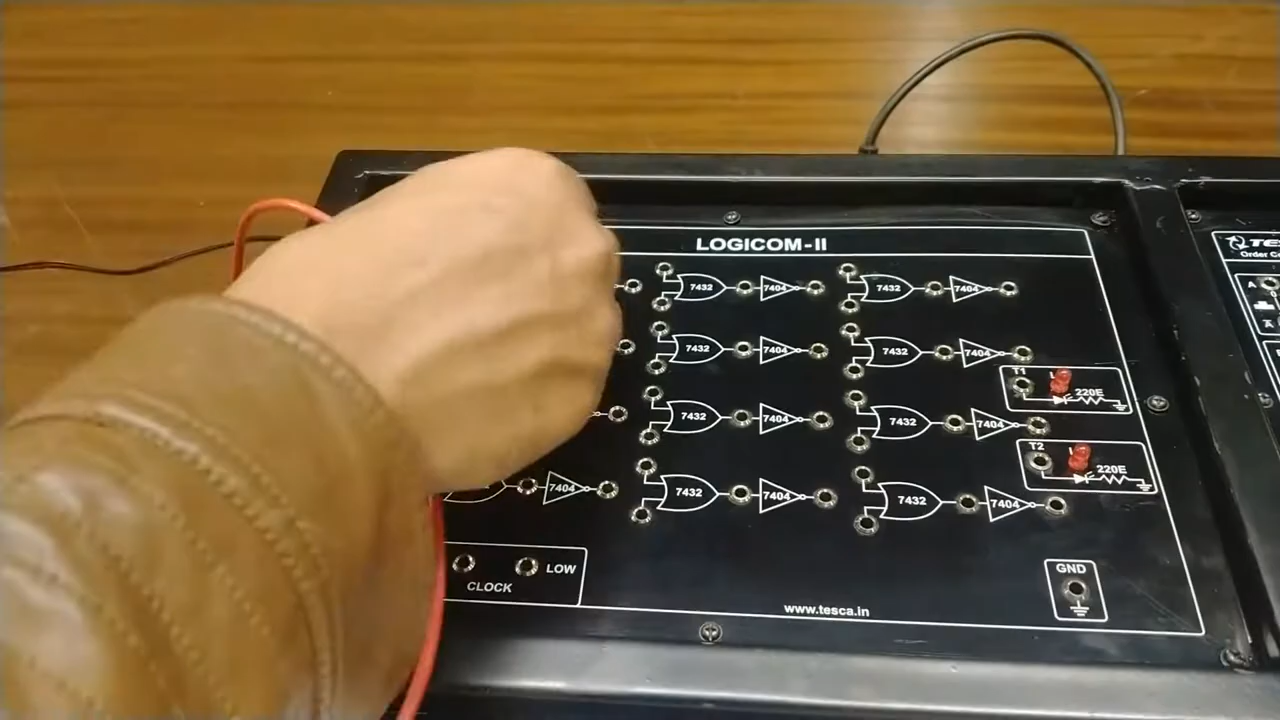 LOGICOM-II
7432 7404 7432 7404
7432 7404 7432 7404
T1
220E
7432 7404 7432 7404
T2
220E
7404 7432 7404 7432 7404
LOW
CLOCK
GND
www.tesca.in
A